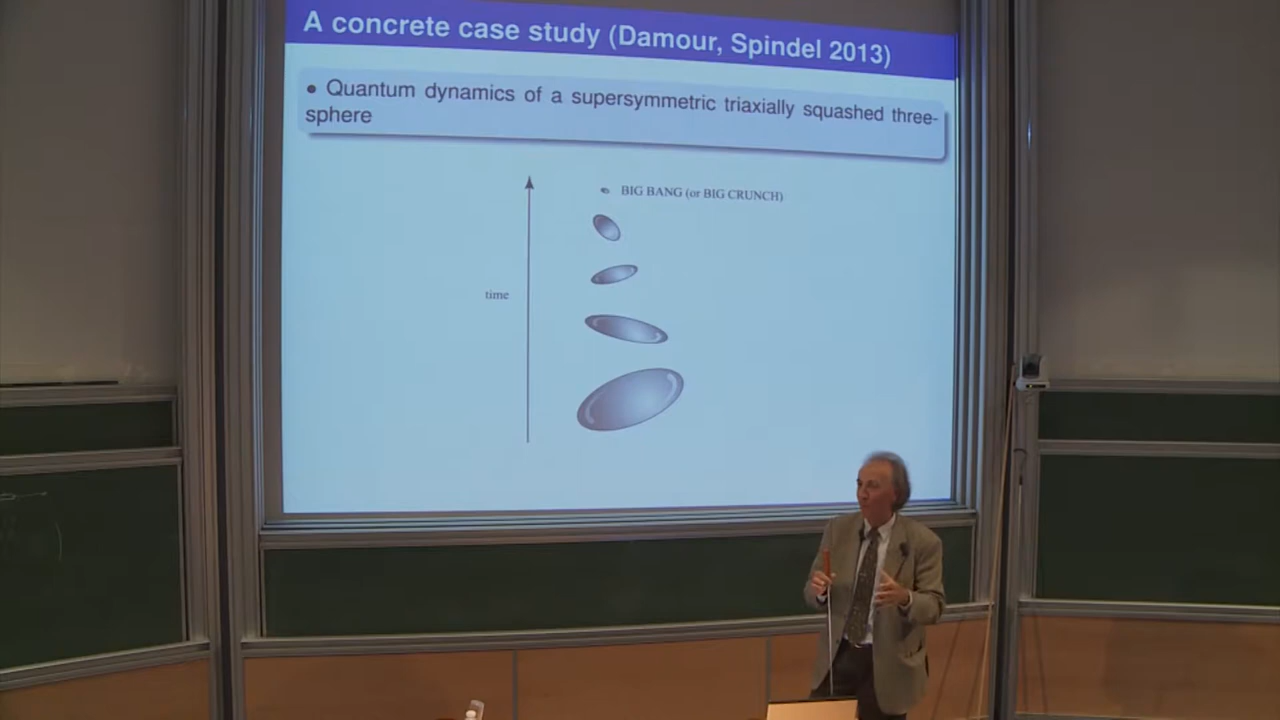 A concrete case study (Damour, Spindel 2013)
• Quantum dynamics of a supersymmetric triaxially squashed three-
sphere
BIG BANG (or BIG CRUNCH)
time